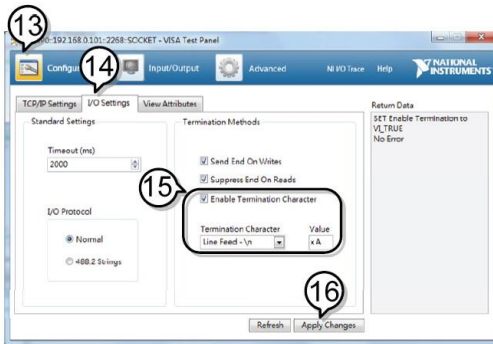 13
:0::192.168.0.101::2268::SOCKET - VISA Test Panel
14
Input/Output
Advanced
NI I/O Trace
Help
NATIONAL
INSTRUMENTS
TCP/IP Settings
I/O Settings
View Attributes
Return Data
Standard Settings
Termination Methods
SET Enable Termination to
VI_TRUE
No Error
Timeout (ms)
2000
Send End On Writes
Suppress End On Reads
15
Enable Termination Character
I/O Protocol
Termination Character
Value
Normal
Line Feed - \n
x A
488.2 Strings
16
Refresh
Apply Changes